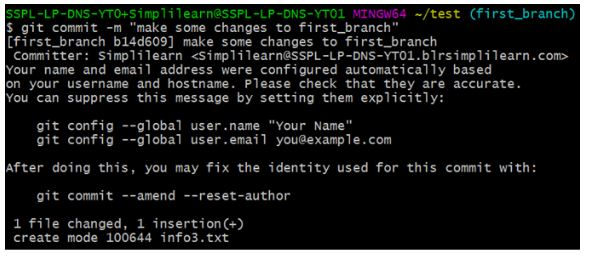 SSPL-LP-DNS-YT0+Simplilearn@SSPL-LP-DNS-YT01 MINGW64 ~/test (first_branch)
$ git commit -m "make some changes to first_branch"
[first_branch b14d609] make some changes to first_branch
 Committer: Simplilearn <Simplilearn@SSPL-LP-DNS-YT01.blrsimplilearn.com>
Your name and email address were configured automatically based
on your username and hostname. Please check that they are accurate.
You can suppress this message by setting them explicitly:
    git config --global user.name "Your Name"
    git config --global user.email you@example.com
After doing this, you may fix the identity used for this commit with:
    git commit --amend --reset-author
 1 file changed, 1 insertion(+)
 create mode 100644 info3.txt